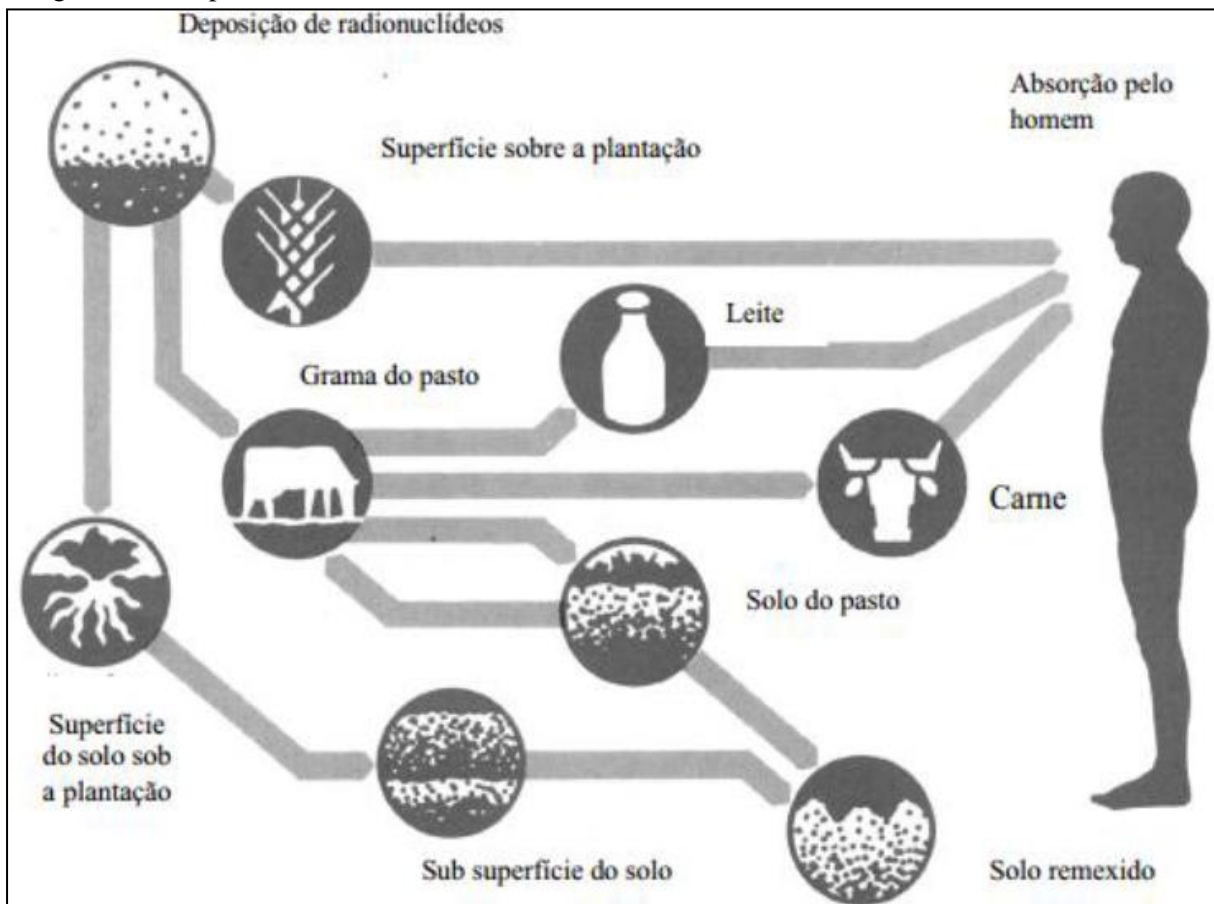 Deposição de radionuclídeos
Absorção pelo
homem
Superfície sobre a plantação
Leite
Grama do pasto
Carne
Solo do pasto
Superfície
do solo sob
a plantação
Sub superfície do solo
Solo remexido